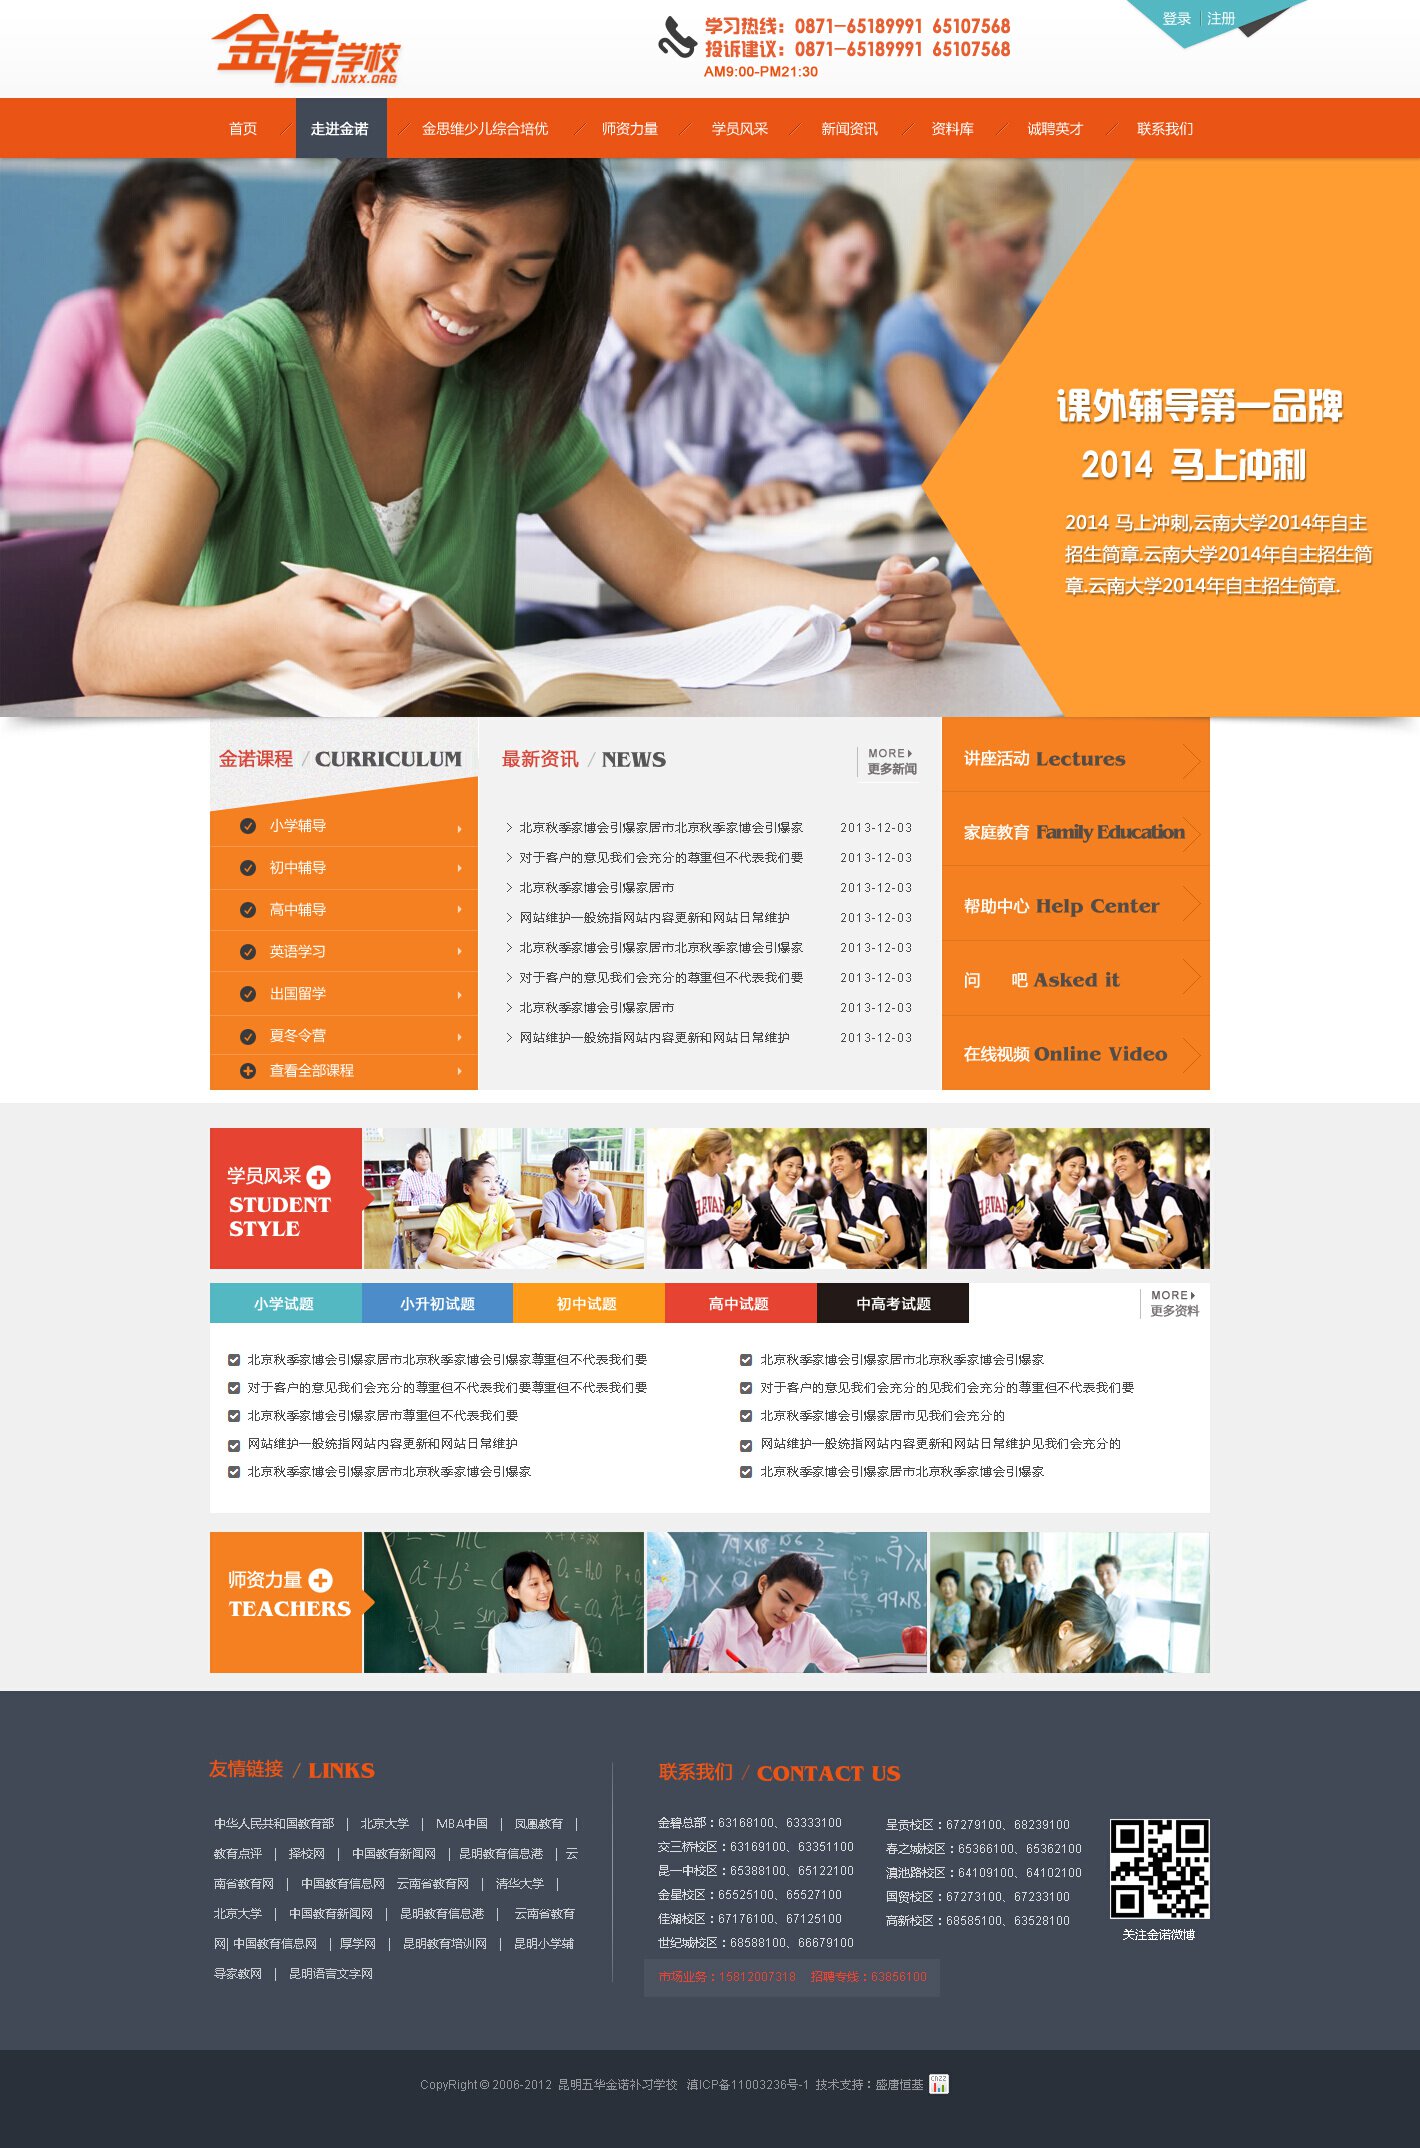 金诺学校
JNXX.ORG
学习热线：0871-65189991 65107568
投诉建议：0871-65189991 65107568
AM9:00-PM21:30
登录 | 注册
首页 走进金诺 金思维少儿综合培优 师资力量 学员风采 新闻资讯 资料库 诚聘英才 联系我们
课外辅导第一品牌
2014 马上冲刺
2014 马上冲刺,云南大学2014年自主
招生简章.云南大学2014年自主招生简
章.云南大学2014年自主招生简章.
金诺课程 / CURRICULUM
小学辅导
初中辅导
高中辅导
英语学习
出国留学
夏冬令营
查看全部课程
最新资讯 / NEWS
MORE
更多新闻
北京秋季家博会引爆家居市北京秋季家博会引爆家 2013-12-03
对于客户的意见我们会充分的尊重但不代表我们要 2013-12-03
北京秋季家博会引爆家居市 2013-12-03
网站维护一般统指网站内容更新和网站日常维护 2013-12-03
北京秋季家博会引爆家居市北京秋季家博会引爆家 2013-12-03
对于客户的意见我们会充分的尊重但不代表我们要 2013-12-03
北京秋季家博会引爆家居市 2013-12-03
网站维护一般统指网站内容更新和网站日常维护 2013-12-03
讲座活动 Lectures
家庭教育 Family Education
帮助中心 Help Center
问 吧 Asked it
在线视频 Online Video
学员风采
STUDENT
STYLE
HARVARD
小学试题 小升初试题 初中试题 高中试题 中高考试题
MORE
更多资料
北京秋季家博会引爆家居市北京秋季家博会引爆家尊重但不代表我们要
对于客户的意见我们会充分的尊重但不代表我们要尊重但不代表我们要
北京秋季家博会引爆家居市尊重但不代表我们要
网站维护一般统指网站内容更新和网站日常维护
北京秋季家博会引爆家居市北京秋季家博会引爆家
北京秋季家博会引爆家居市北京秋季家博会引爆家
对于客户的意见我们会充分的见我们会充分的尊重但不代表我们要
北京秋季家博会引爆家居市见我们会充分的
网站维护一般统指网站内容更新和网站日常维护见我们会充分的
北京秋季家博会引爆家居市北京秋季家博会引爆家
师资力量
TEACHERS
a²+b²=c
友情链接 / LINKS
中华人民共和国教育部 | 北京大学 | MBA中国 | 凤凰教育 |
教育点评 | 择校网 | 中国教育新闻网 | 昆明教育信息港 | 云
南省教育网 | 中国教育信息网 云南省教育网 | 清华大学 |
北京大学 | 中国教育新闻网 | 昆明教育信息港 | 云南省教育
网| 中国教育信息网 | 厚学网 | 昆明教育培训网 | 昆明小学辅
导家教网 | 昆明语言文字网
联系我们 / CONTACT US
金碧总部：63168100、63333100
交三桥校区：63169100、63351100
昆一中校区：65388100、65122100
金星校区：65525100、65527100
佳湖校区：67176100、67125100
世纪城校区：68588100、66679100
呈贡校区：67279100、68239100
春之城校区：65366100、65362100
滇池路校区：64109100、64102100
国贸校区：67273100、67233100
高新校区：68585100、63528100
市场业务：15812007318 招聘专线：63856100
关注金诺微博
CopyRight © 2006-2012 昆明五华金诺补习学校 滇ICP备11003236号-1 技术支持：盛唐恒基
CNZZ